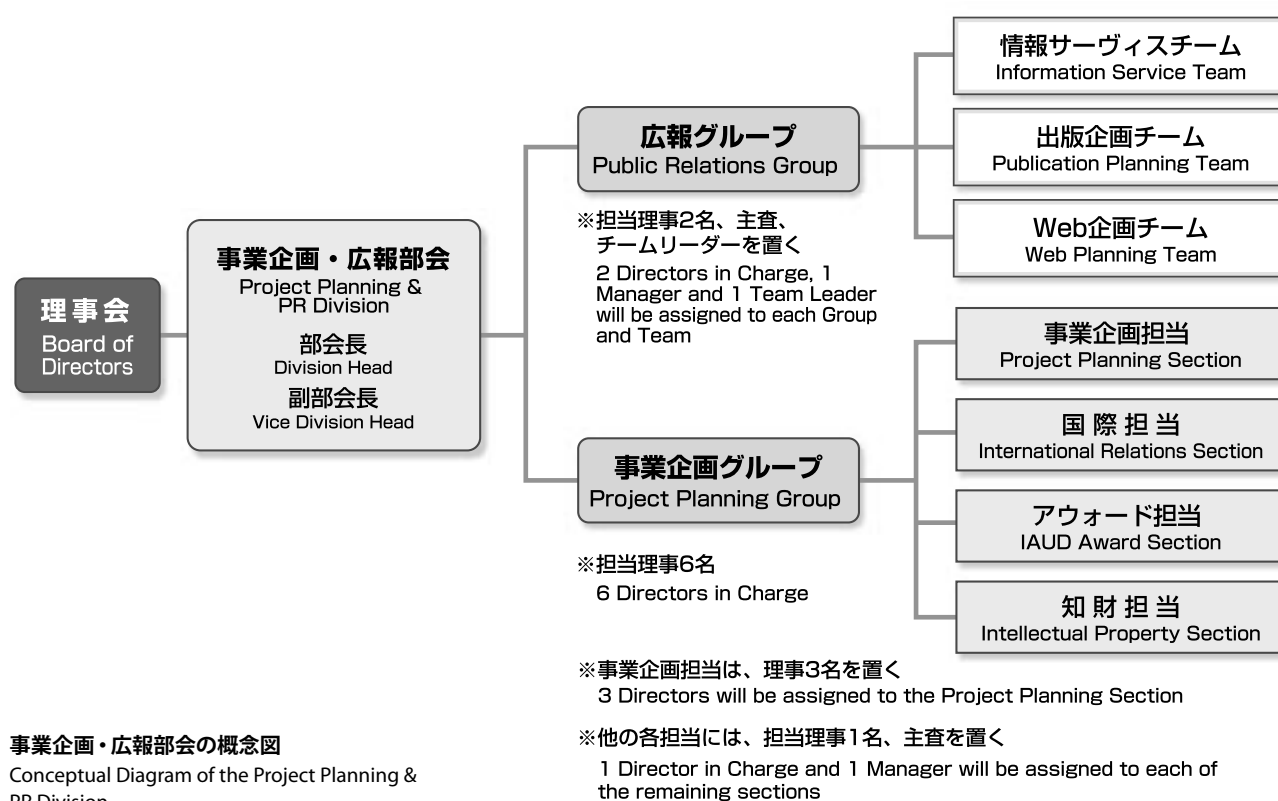 理事会
Board of
Directors
事業企画・広報部会
Project Planning &
PR Division
部会長
Division Head
副部会長
Vice Division Head
広報グループ
Public Relations Group
※担当理事2名、主査、
チームリーダーを置く
2 Directors in Charge, 1
Manager and 1 Team Leader
will be assigned to each Group
and Team
情報サーヴィスチーム
Information Service Team
出版企画チーム
Publication Planning Team
Web企画チーム
Web Planning Team
事業企画グループ
Project Planning Group
※担当理事6名
6 Directors in Charge
事業企画担当
Project Planning Section
国際担当
International Relations Section
アウォード担当
IAUD Award Section
知財担当
Intellectual Property Section
※事業企画担当は、理事3名を置く
3 Directors will be assigned to the Project Planning Section
※他の各担当には、担当理事1名、主査を置く
1 Director in Charge and 1 Manager will be assigned to each of
the remaining sections
事業企画・広報部会の概念図
Conceptual Diagram of the Project Planning &
PR Division